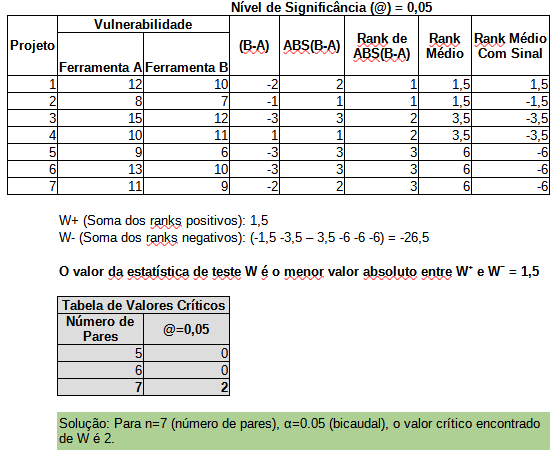 Nível de Significância (@) = 0,05
Projeto Vulnerabilidade (B-A) ABS(B-A) Rank de ABS(B-A) Rank Médio Rank Médio Com Sinal
Ferramenta A Ferramenta B
1 12 10 -2 2 1 1,5 1,5
2 8 7 -1 1 1 1,5 -1,5
3 15 12 -3 3 2 3,5 -3,5
4 10 11 1 1 2 3,5 -3,5
5 9 6 -3 3 3 6 -6
6 13 10 -3 3 3 6 -6
7 11 9 -2 2 3 6 -6
W+ (Soma dos ranks positivos): 1,5
W- (Soma dos ranks negativos): (-1,5 -3,5 – 3,5 -6 -6 -6) = -26,5
O valor da estatística de teste W é o menor valor absoluto entre W⁺ e W⁻ = 1,5
Tabela de Valores Críticos
Número de Pares @=0,05
5 0
6 0
7 2
Solução: Para n=7 (número de pares), α=0.05 (bicaudal), o valor crítico encontrado
de W é 2.